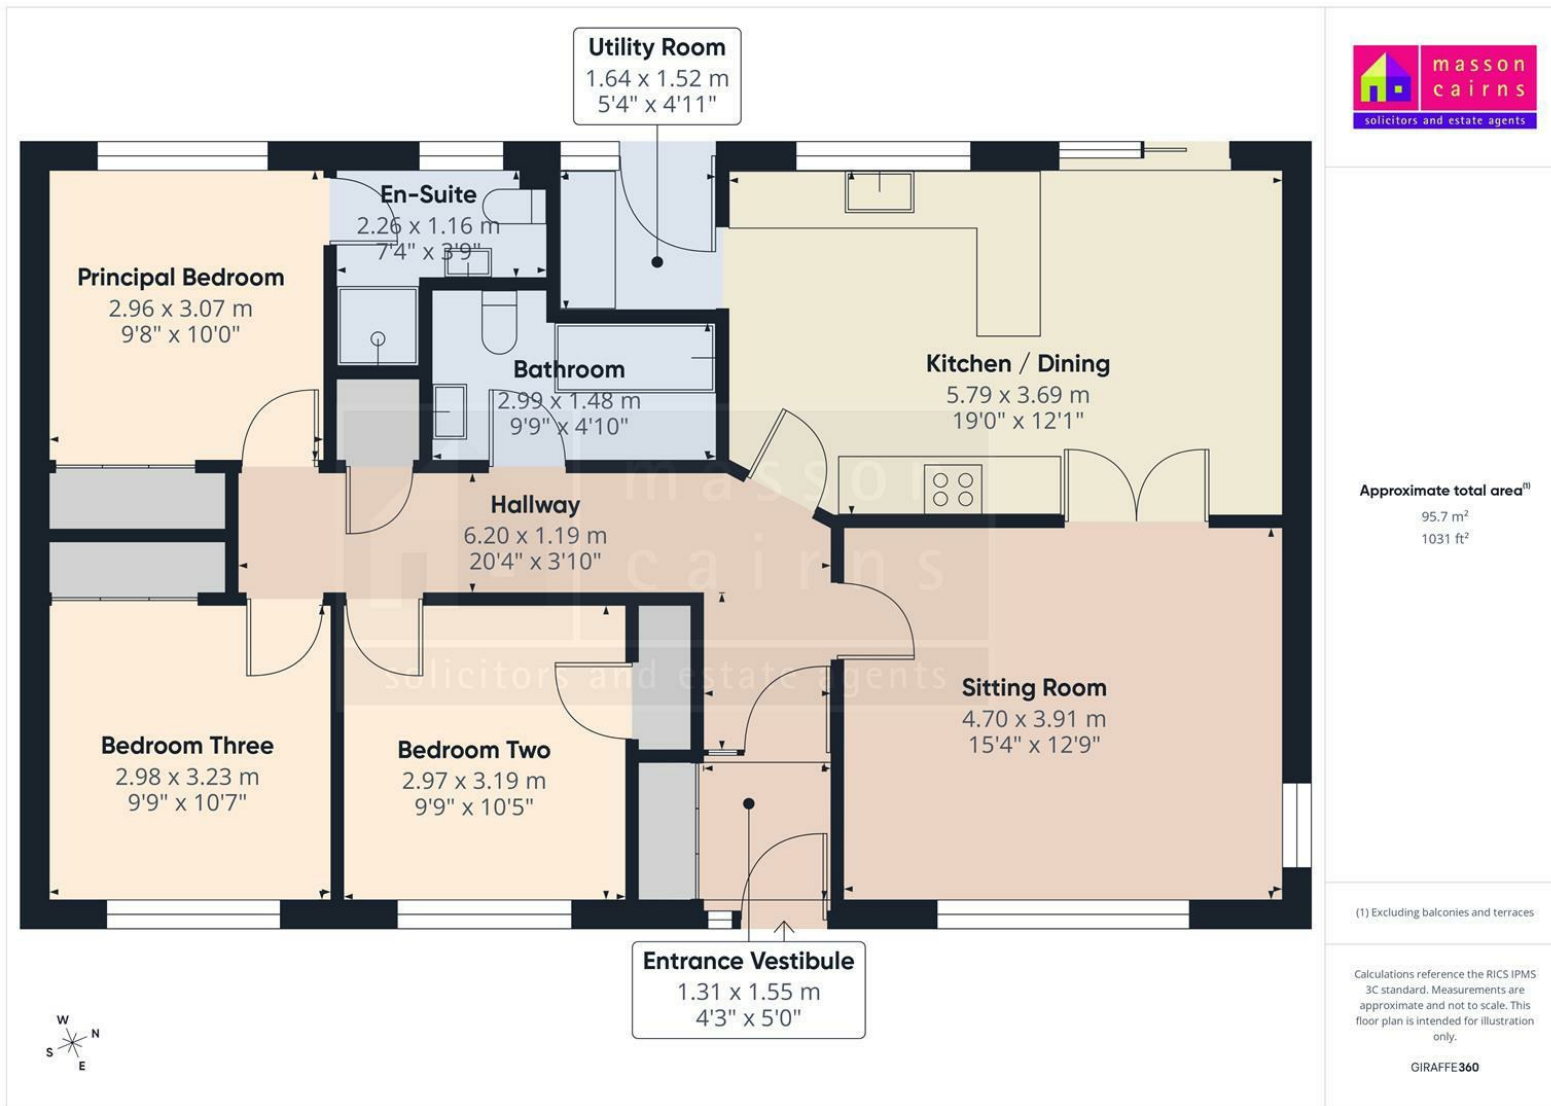 Utility Room
1.64 x 1.52 m
5'4" x 4'11"
masson
cairns
solicitors and estate agents
En-Suite
2.26 x 1.16 m
7'4" x 3'9"
Principal Bedroom
2.96 x 3.07 m
9'8" x 10'0"
Bathroom
2.99 x 1.48 m
9'9" x 4'10"
Kitchen / Dining
5.79 x 3.69 m
19'0" x 12'1"
Hallway
6.20 x 1.19 m
20'4" x 3'10"
masson
cairns
solicitors and estate agents
Approximate total area(1)
95.7 m²
1031 ft²
Sitting Room
4.70 x 3.91 m
15'4" x 12'9"
Bedroom Three
2.98 x 3.23 m
9'9" x 10'7"
Bedroom Two
2.97 x 3.19 m
9'9" x 10'5"
Entrance Vestibule
1.31 x 1.55 m
4'3" x 5'0"
W
N
S
E
(1) Excluding balconies and terraces
Calculations reference the RICS IPMS
3C standard. Measurements are
approximate and not to scale. This
floor plan is intended for illustration
only.
GIRAFFE360